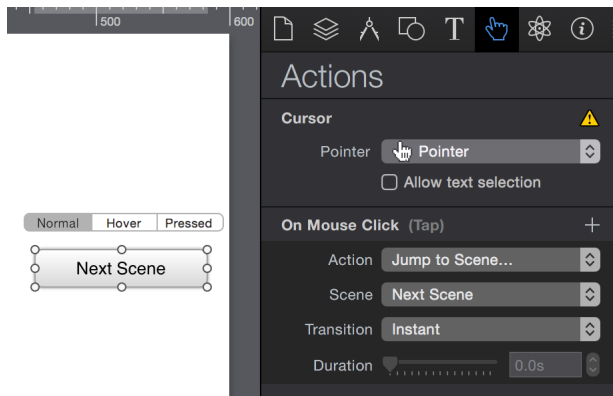 500
600
T
i
Actions
Cursor
Pointer Pointer
Allow text selection
Normal Hover Pressed
On Mouse Click (Tap)
Next Scene
Action Jump to Scene...
Scene Next Scene
Transition Instant
Duration 0.0s